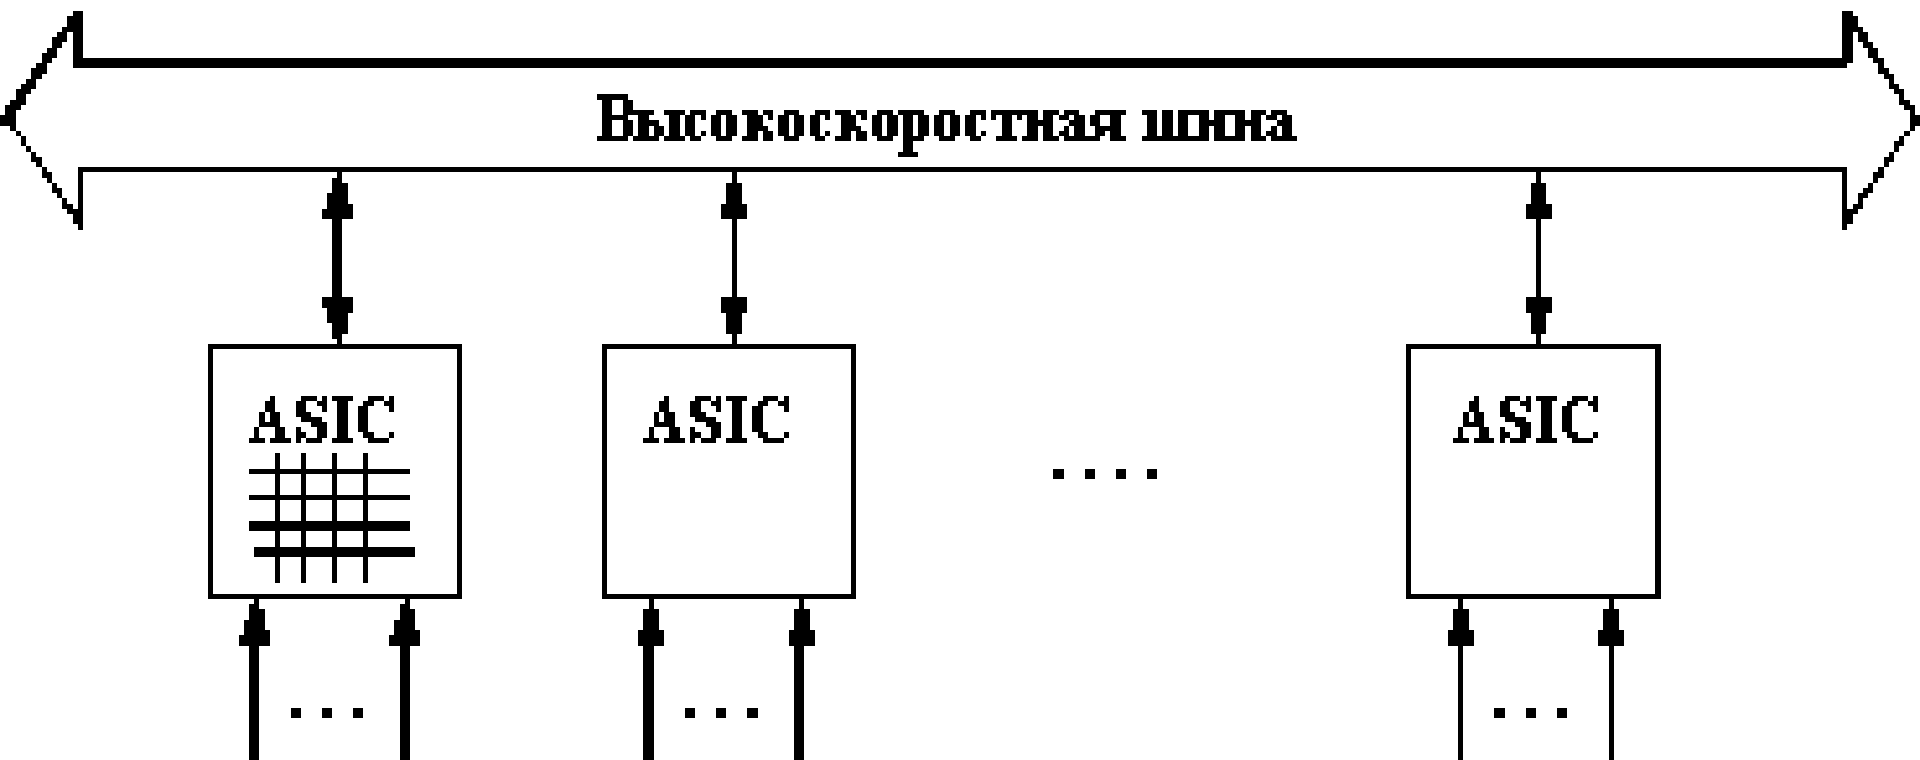 Высокоскоростная шина
ASIC ASIC .... ASIC
... ... ...